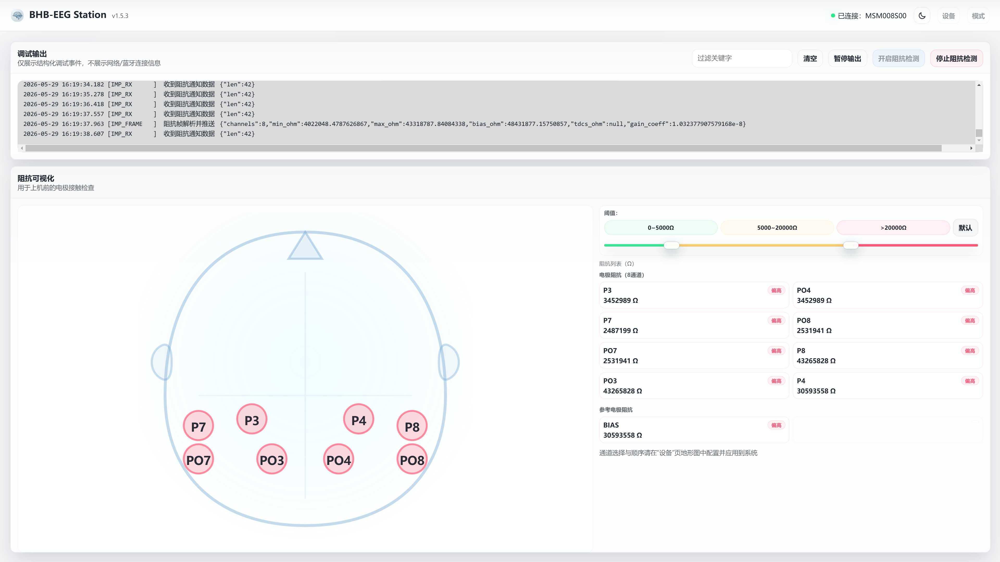 BHB-EEG Station v1.5.3
已连接：MSM008S00
设备
模式
调试输出
仅展示结构化调试事件，不展示网络/蓝牙连接信息
过滤关键字
清空
暂停输出
开启阻抗检测
停止阻抗检测
2026-05-29 16:19:34.182 [IMP_RX      ]  收到阻抗通知数据 {"len":42}
2026-05-29 16:19:35.278 [IMP_RX      ]  收到阻抗通知数据 {"len":42}
2026-05-29 16:19:36.418 [IMP_RX      ]  收到阻抗通知数据 {"len":42}
2026-05-29 16:19:37.557 [IMP_RX      ]  收到阻抗通知数据 {"len":42}
2026-05-29 16:19:37.963 [IMP_FRAME   ]  阻抗帧解析并推送 {"channels":8,"min_ohm":4022048.4787626867,"max_ohm":43318787.84084338,"bias_ohm":48431877.15750857,"tdcs_ohm":null,"gain_coeff":1.032377907579168e-8}
2026-05-29 16:19:38.607 [IMP_RX      ]  收到阻抗通知数据 {"len":42}
阻抗可视化
用于上机前的电极接触检查
P7
P3
P4
P8
PO7
PO3
PO4
PO8
阈值：
0~5000Ω
5000~20000Ω
>20000Ω
默认
阻抗列表（Ω）
电极阻抗（8通道）
P3 偏高
3452989 Ω
PO4 偏高
3452989 Ω
P7 偏高
2487199 Ω
PO8 偏高
2531941 Ω
PO7 偏高
2531941 Ω
P8 偏高
43265828 Ω
PO3 偏高
43265828 Ω
P4 偏高
30593558 Ω
参考电极阻抗
BIAS 偏高
30593558 Ω
通道选择与顺序请在“设备”页地形图中配置并应用到系统